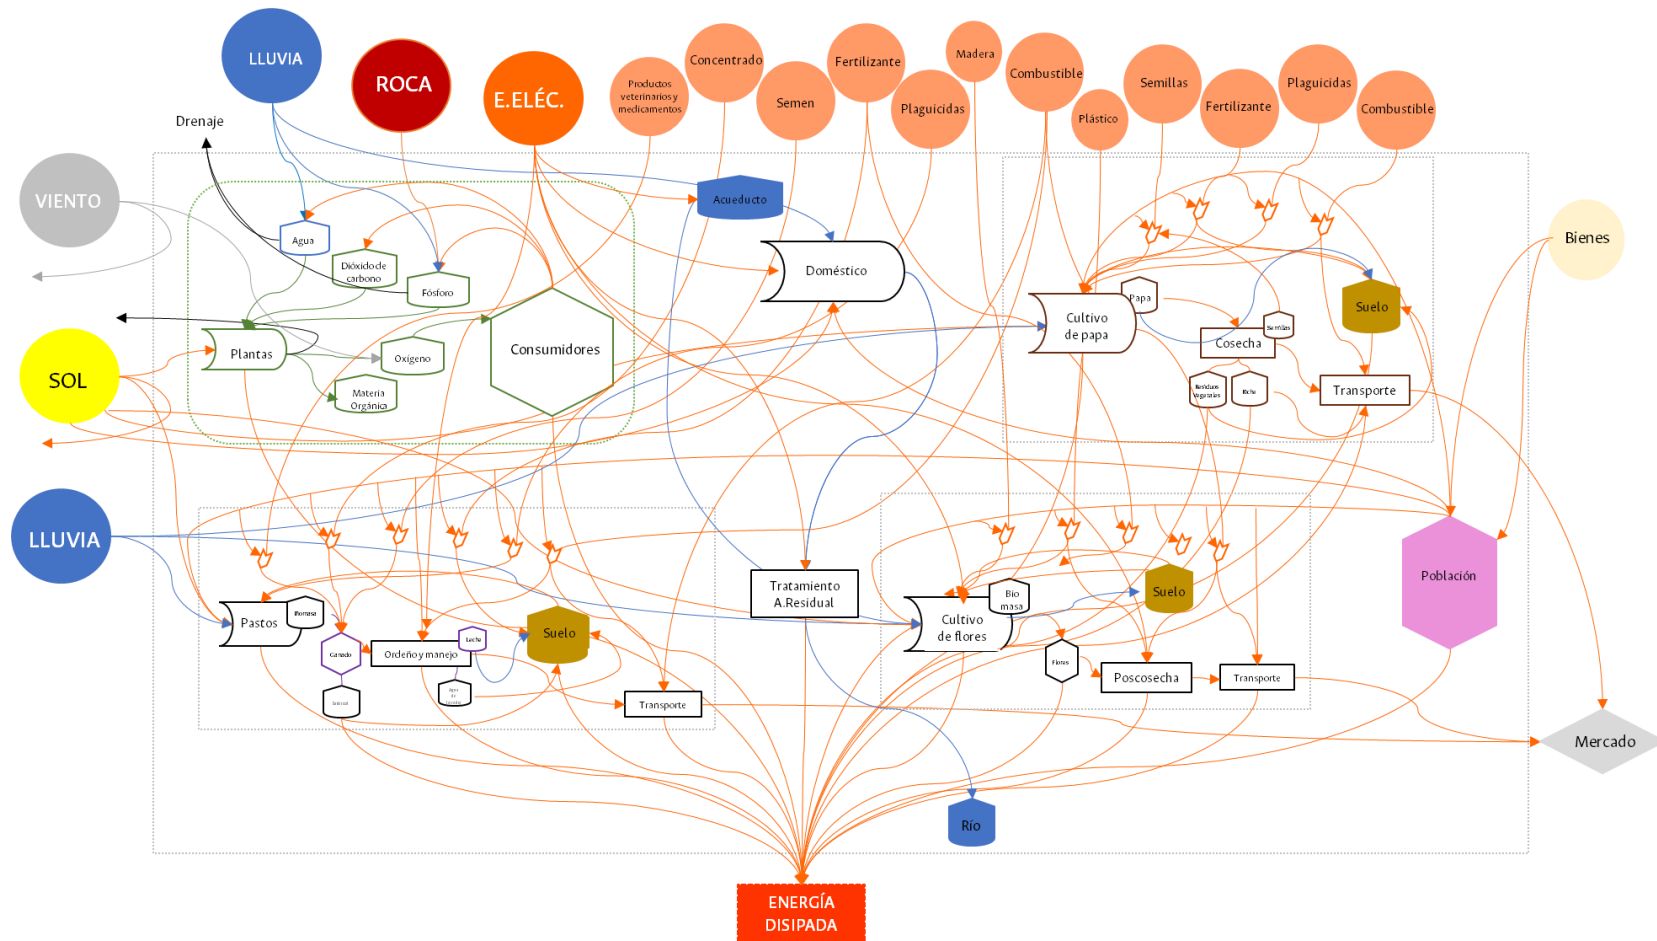 LLUVIA
ROCA
E.ELÉC.
Productos
veterinarios y
medicamentos
Concentrado
Semen
Fertilizante
Plaguicidas
Madera
Combustible
Plástico
Semillas
Fertilizante
Plaguicidas
Combustible
Drenaje
VIENTO
Agua
Dióxido de
carbono
Fósforo
Acueducto
Doméstico
Bienes
Papa
Cultivo
de papa
Semillas
Cosecha
Suelo
SOL
Plantas
Oxígeno
Materia
Orgánica
Consumidores
Residuos
Vegetales
Transporte
LLUVIA
Tratamiento
A.Residual
Población
Pastos
Biomasa
Ganado
Ordeño y manejo
Leche
Suelo
Transporte
Bio
masa
Cultivo
de flores
Suelo
Flores
Poscosecha
Transporte
Mercado
Río
ENERGÍA
DISIPADA